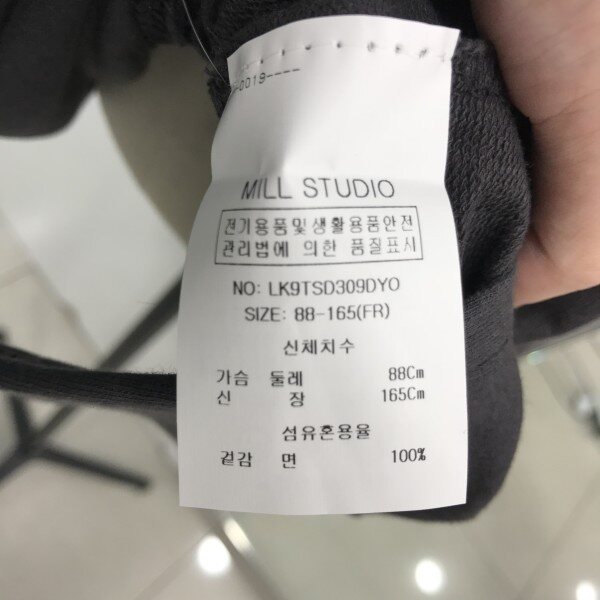 -0019----
MILL STUDIO
전기용품및생활용품안전
관리법에 의한 품질표시
NO: LK9TSD309DYO
SIZE: 88-165(FR)
신체치수
가슴 둘레 88Cm
신 장 165Cm
섬유혼용율
겉감 면 100%